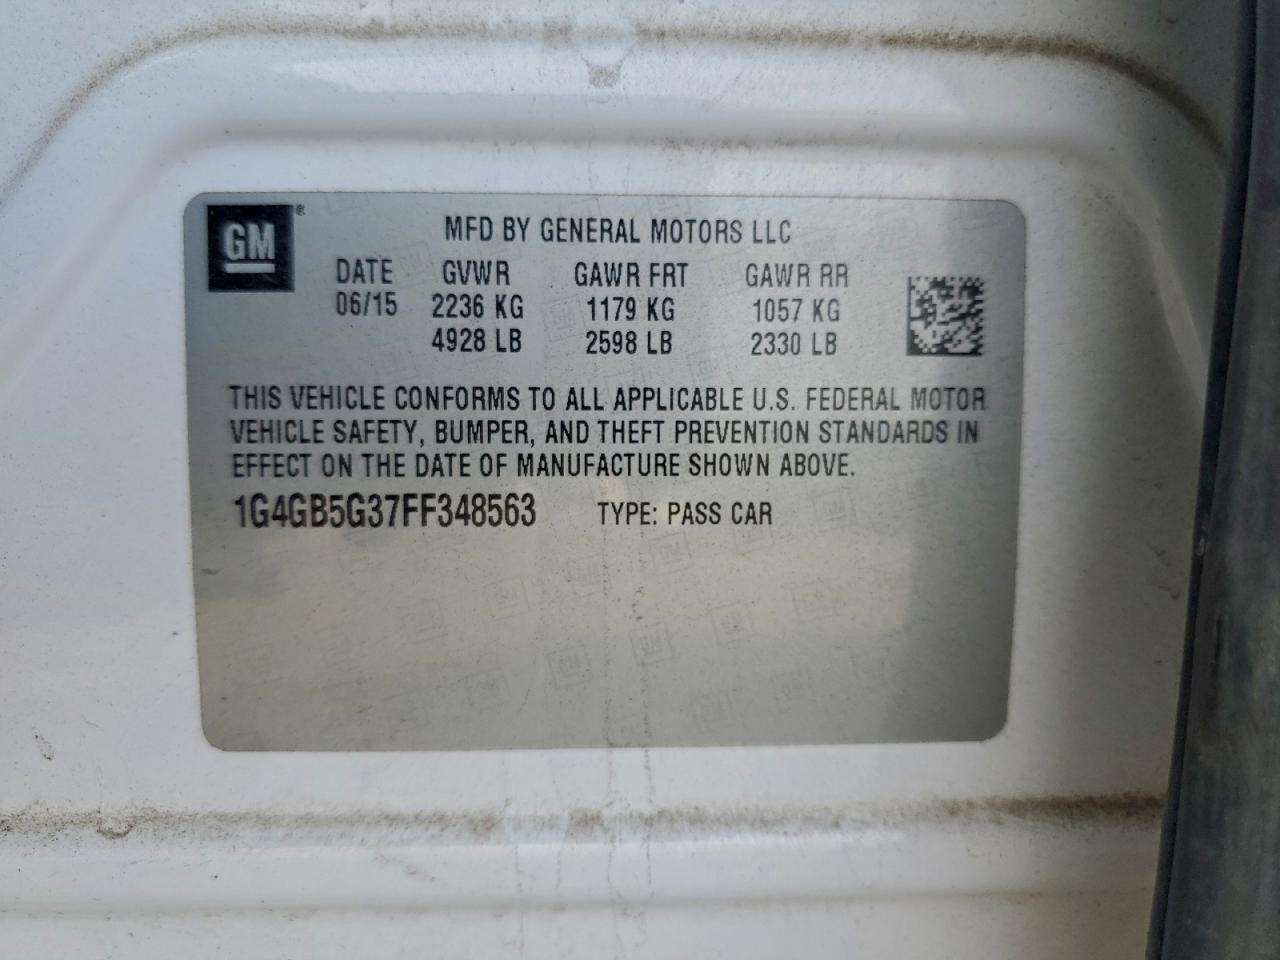 GM
MFD BY GENERAL MOTORS LLC
DATE GVWR GAWR FRT GAWR RR
06/15 2236 KG 1179 KG 1057 KG
4928 LB 2598 LB 2330 LB
THIS VEHICLE CONFORMS TO ALL APPLICABLE U.S. FEDERAL MOTOR
VEHICLE SAFETY, BUMPER, AND THEFT PREVENTION STANDARDS IN
EFFECT ON THE DATE OF MANUFACTURE SHOWN ABOVE.
1G4GB5G37FF348563 TYPE: PASS CAR